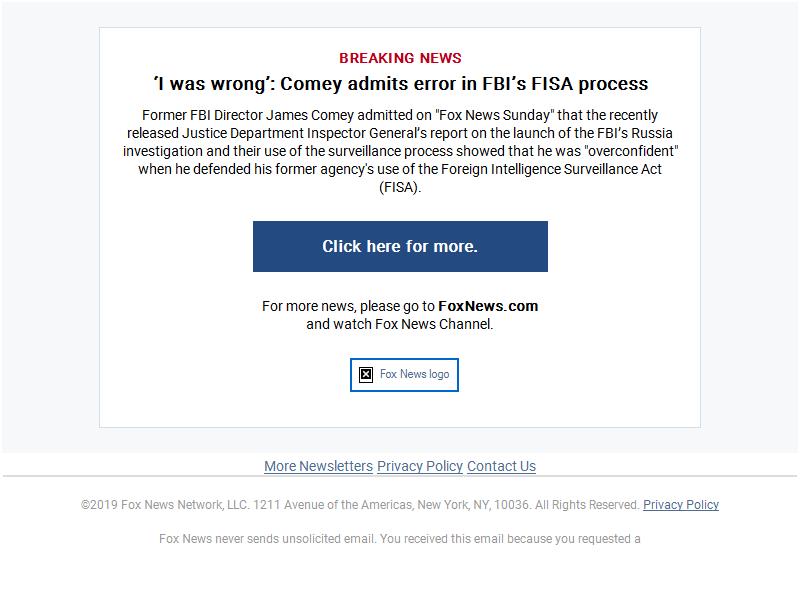 BREAKING NEWS
‘I was wrong’: Comey admits error in FBI’s FISA process
Former FBI Director James Comey admitted on "Fox News Sunday" that the recently
released Justice Department Inspector General’s report on the launch of the FBI’s Russia
investigation and their use of the surveillance process showed that he was "overconfident"
when he defended his former agency's use of the Foreign Intelligence Surveillance Act
(FISA).
Click here for more.
For more news, please go to FoxNews.com
and watch Fox News Channel.
Fox News logo
More Newsletters Privacy Policy Contact Us
©2019 Fox News Network, LLC. 1211 Avenue of the Americas, New York, NY, 10036. All Rights Reserved. Privacy Policy
Fox News never sends unsolicited email. You received this email because you requested a